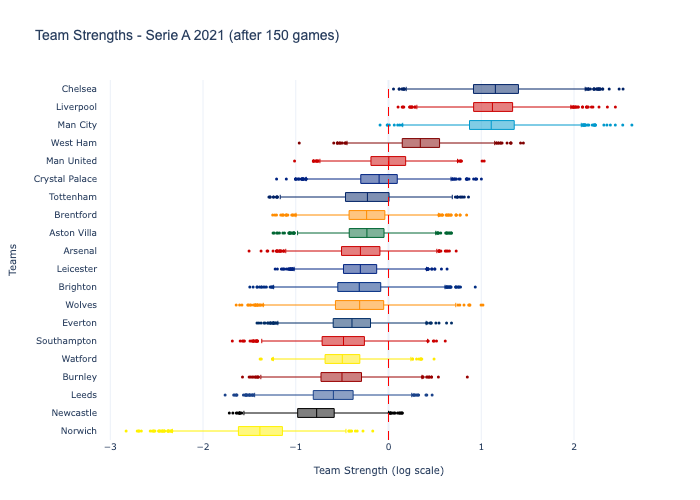 Team Strengths - Serie A 2021 (after 150 games)
Chelsea
Liverpool
Man City
West Ham
Man United
Crystal Palace
Tottenham
Brentford
Aston Villa
Arsenal
Leicester
Brighton
Wolves
Everton
Southampton
Watford
Burnley
Leeds
Newcastle
Norwich
Teams
−3 −2 −1 0 1 2
Team Strength (log scale)